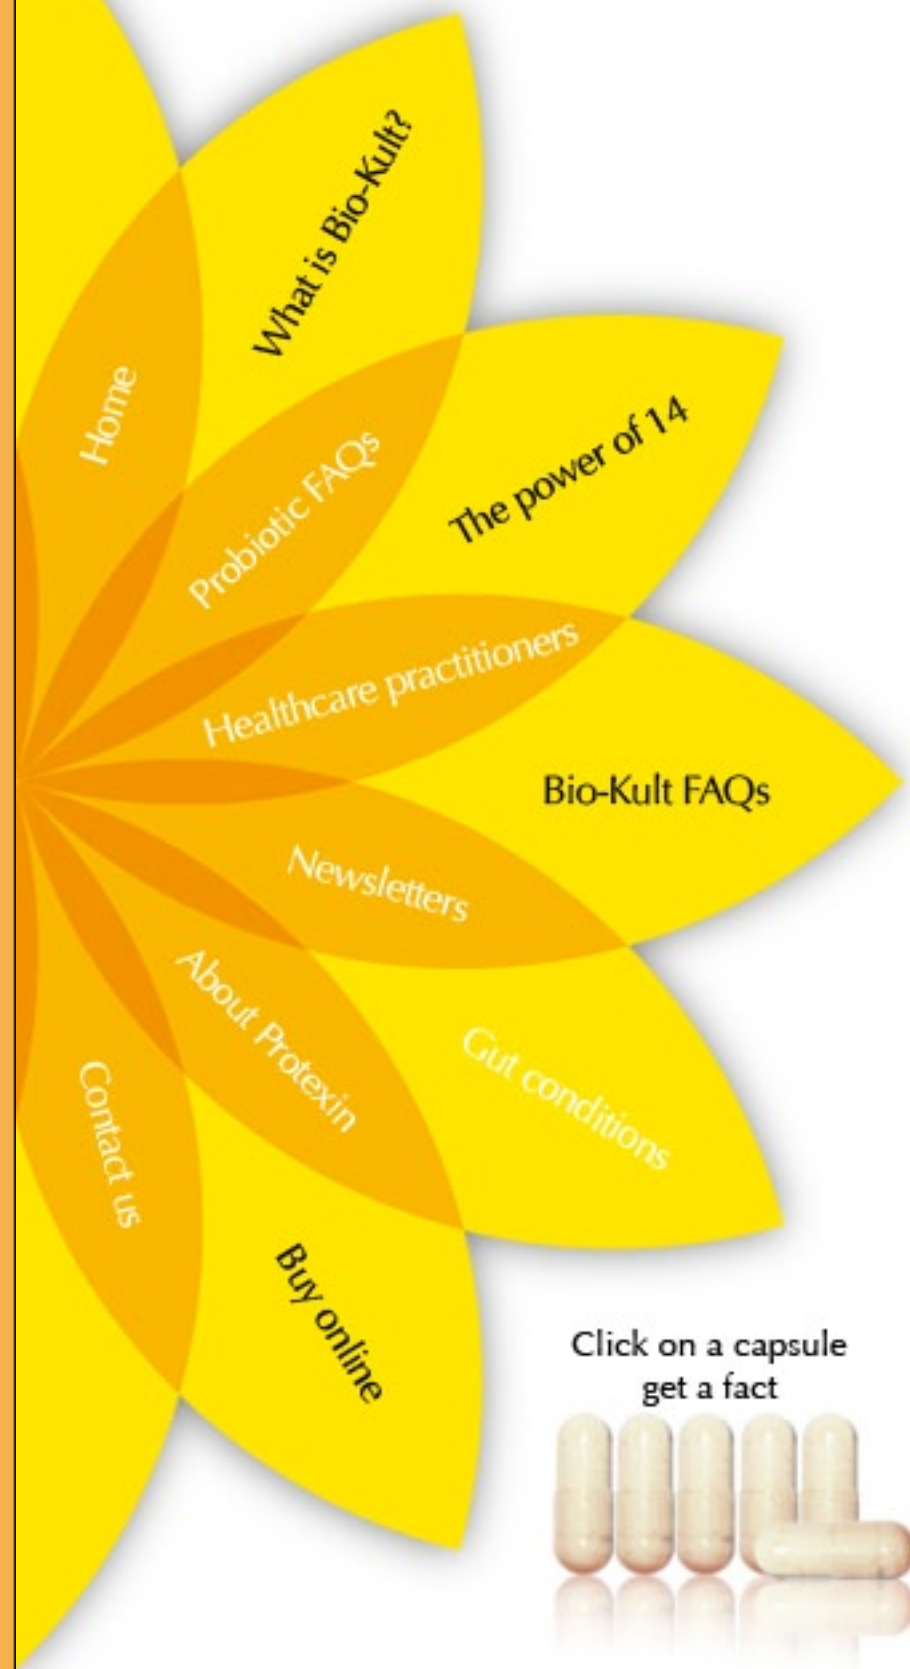 What is Bio-Kult?
Home
The power of 14
Probiotic FAQs
Healthcare practitioners
Bio-Kult FAQs
Newsletters
About Protexin
Gut conditions
Contact us
Buy online
Click on a capsule
get a fact